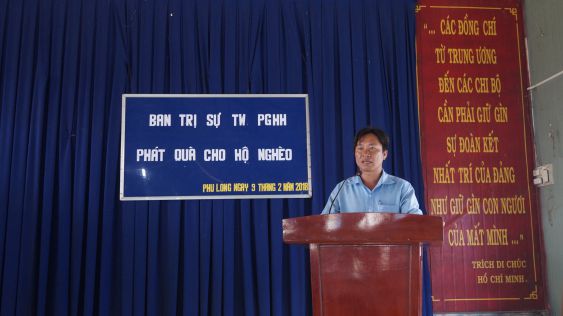 BAN TRỊ SỰ TW PGHH
PHÁT QUÀ CHO HỘ NGHÈO
PHÚ LONG NGÀY 9 THÁNG 2 NĂM 2018
"... CÁC ĐỒNG CHÍ
TỪ TRUNG ƯƠNG
ĐẾN CÁC CHI BỘ
CẦN PHẢI GIỮ GÌN
SỰ ĐOÀN KẾT
NHẤT TRÍ CỦA ĐẢNG
NHƯ GIỮ GÌN CON NGƯƠI
CỦA MẮT MÌNH ..."
TRÍCH DI CHÚC
HỒ CHÍ MINH